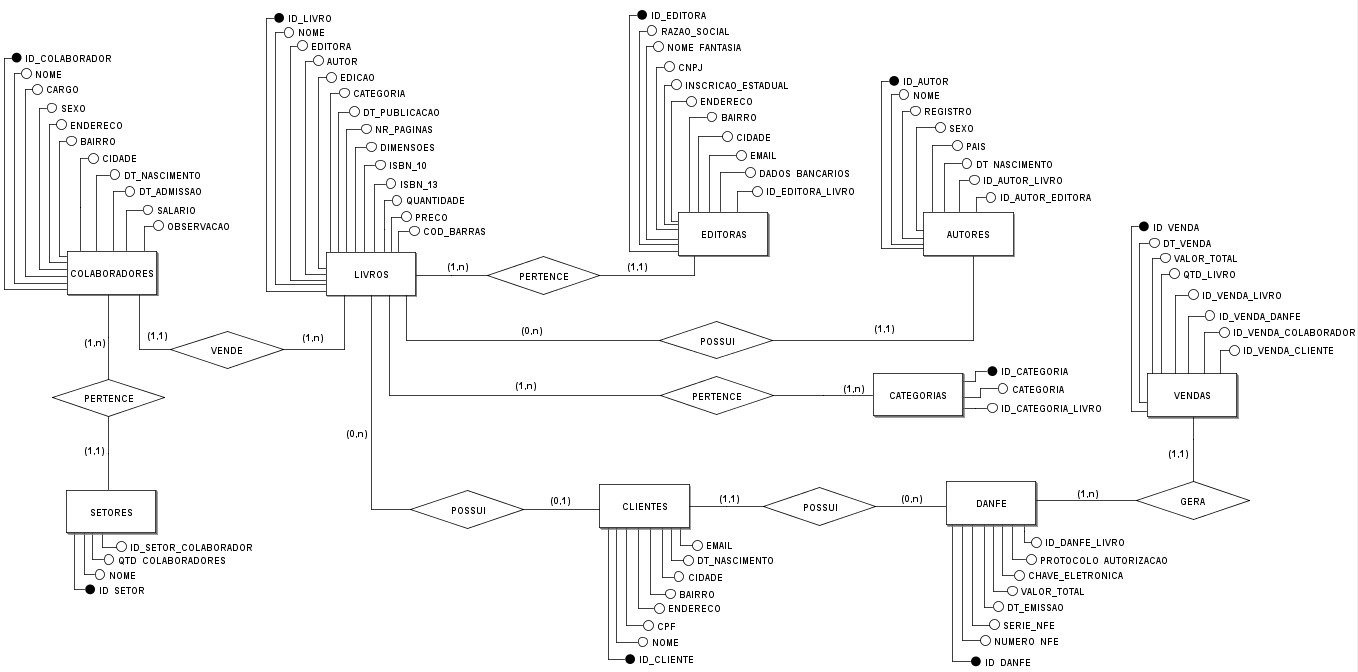 ID_COLABORADOR
NOME
CARGO
SEXO
ENDERECO
BAIRRO
CIDADE
DT_NASCIMENTO
DT_ADMISSAO
SALARIO
OBSERVACAO
COLABORADORES
ID_LIVRO
NOME
EDITORA
AUTOR
EDICAO
CATEGORIA
DT_PUBLICACAO
NR_PAGINAS
DIMENSOES
ISBN_10
ISBN_13
QUANTIDADE
PRECO
COD_BARRAS
LIVROS
ID_EDITORA
RAZAO_SOCIAL
NOME FANTASIA
CNPJ
INSCRICAO_ESTADUAL
ENDERECO
BAIRRO
CIDADE
EMAIL
DADOS BANCARIOS
ID_EDITORA_LIVRO
EDITORAS
ID_AUTOR
NOME
REGISTRO
SEXO
PAIS
DT NASCIMENTO
ID_AUTOR_LIVRO
ID_AUTOR_EDITORA
AUTORES
ID VENDA
DT_VENDA
VALOR_TOTAL
QTD_LIVRO
ID_VENDA_LIVRO
ID_VENDA_DANFE
ID_VENDA_COLABORADOR
ID_VENDA_CLIENTE
VENDAS
(1,n)
PERTENCE
(1,1)
(0,n)
POSSUI
(1,1)
(1,1)
VENDE
(1,n)
(1,n)
PERTENCE
(1,n)
CATEGORIAS
ID_CATEGORIA
CATEGORIA
ID_CATEGORIA_LIVRO
(1,n)
PERTENCE
(1,1)
SETORES
ID_SETOR_COLABORADOR
QTD COLABORADORES
NOME
ID SETOR
(0,n)
POSSUI
(0,1)
CLIENTES
(1,1)
POSSUI
(0,n)
DANFE
(1,n)
GERA
(1,1)
EMAIL
DT_NASCIMENTO
CIDADE
BAIRRO
ENDERECO
CPF
NOME
ID_CLIENTE
ID_DANFE_LIVRO
PROTOCOLO AUTORIZACAO
CHAVE_ELETRONICA
VALOR_TOTAL
DT_EMISSAO
SERIE_NFE
NUMERO NFE
ID DANFE